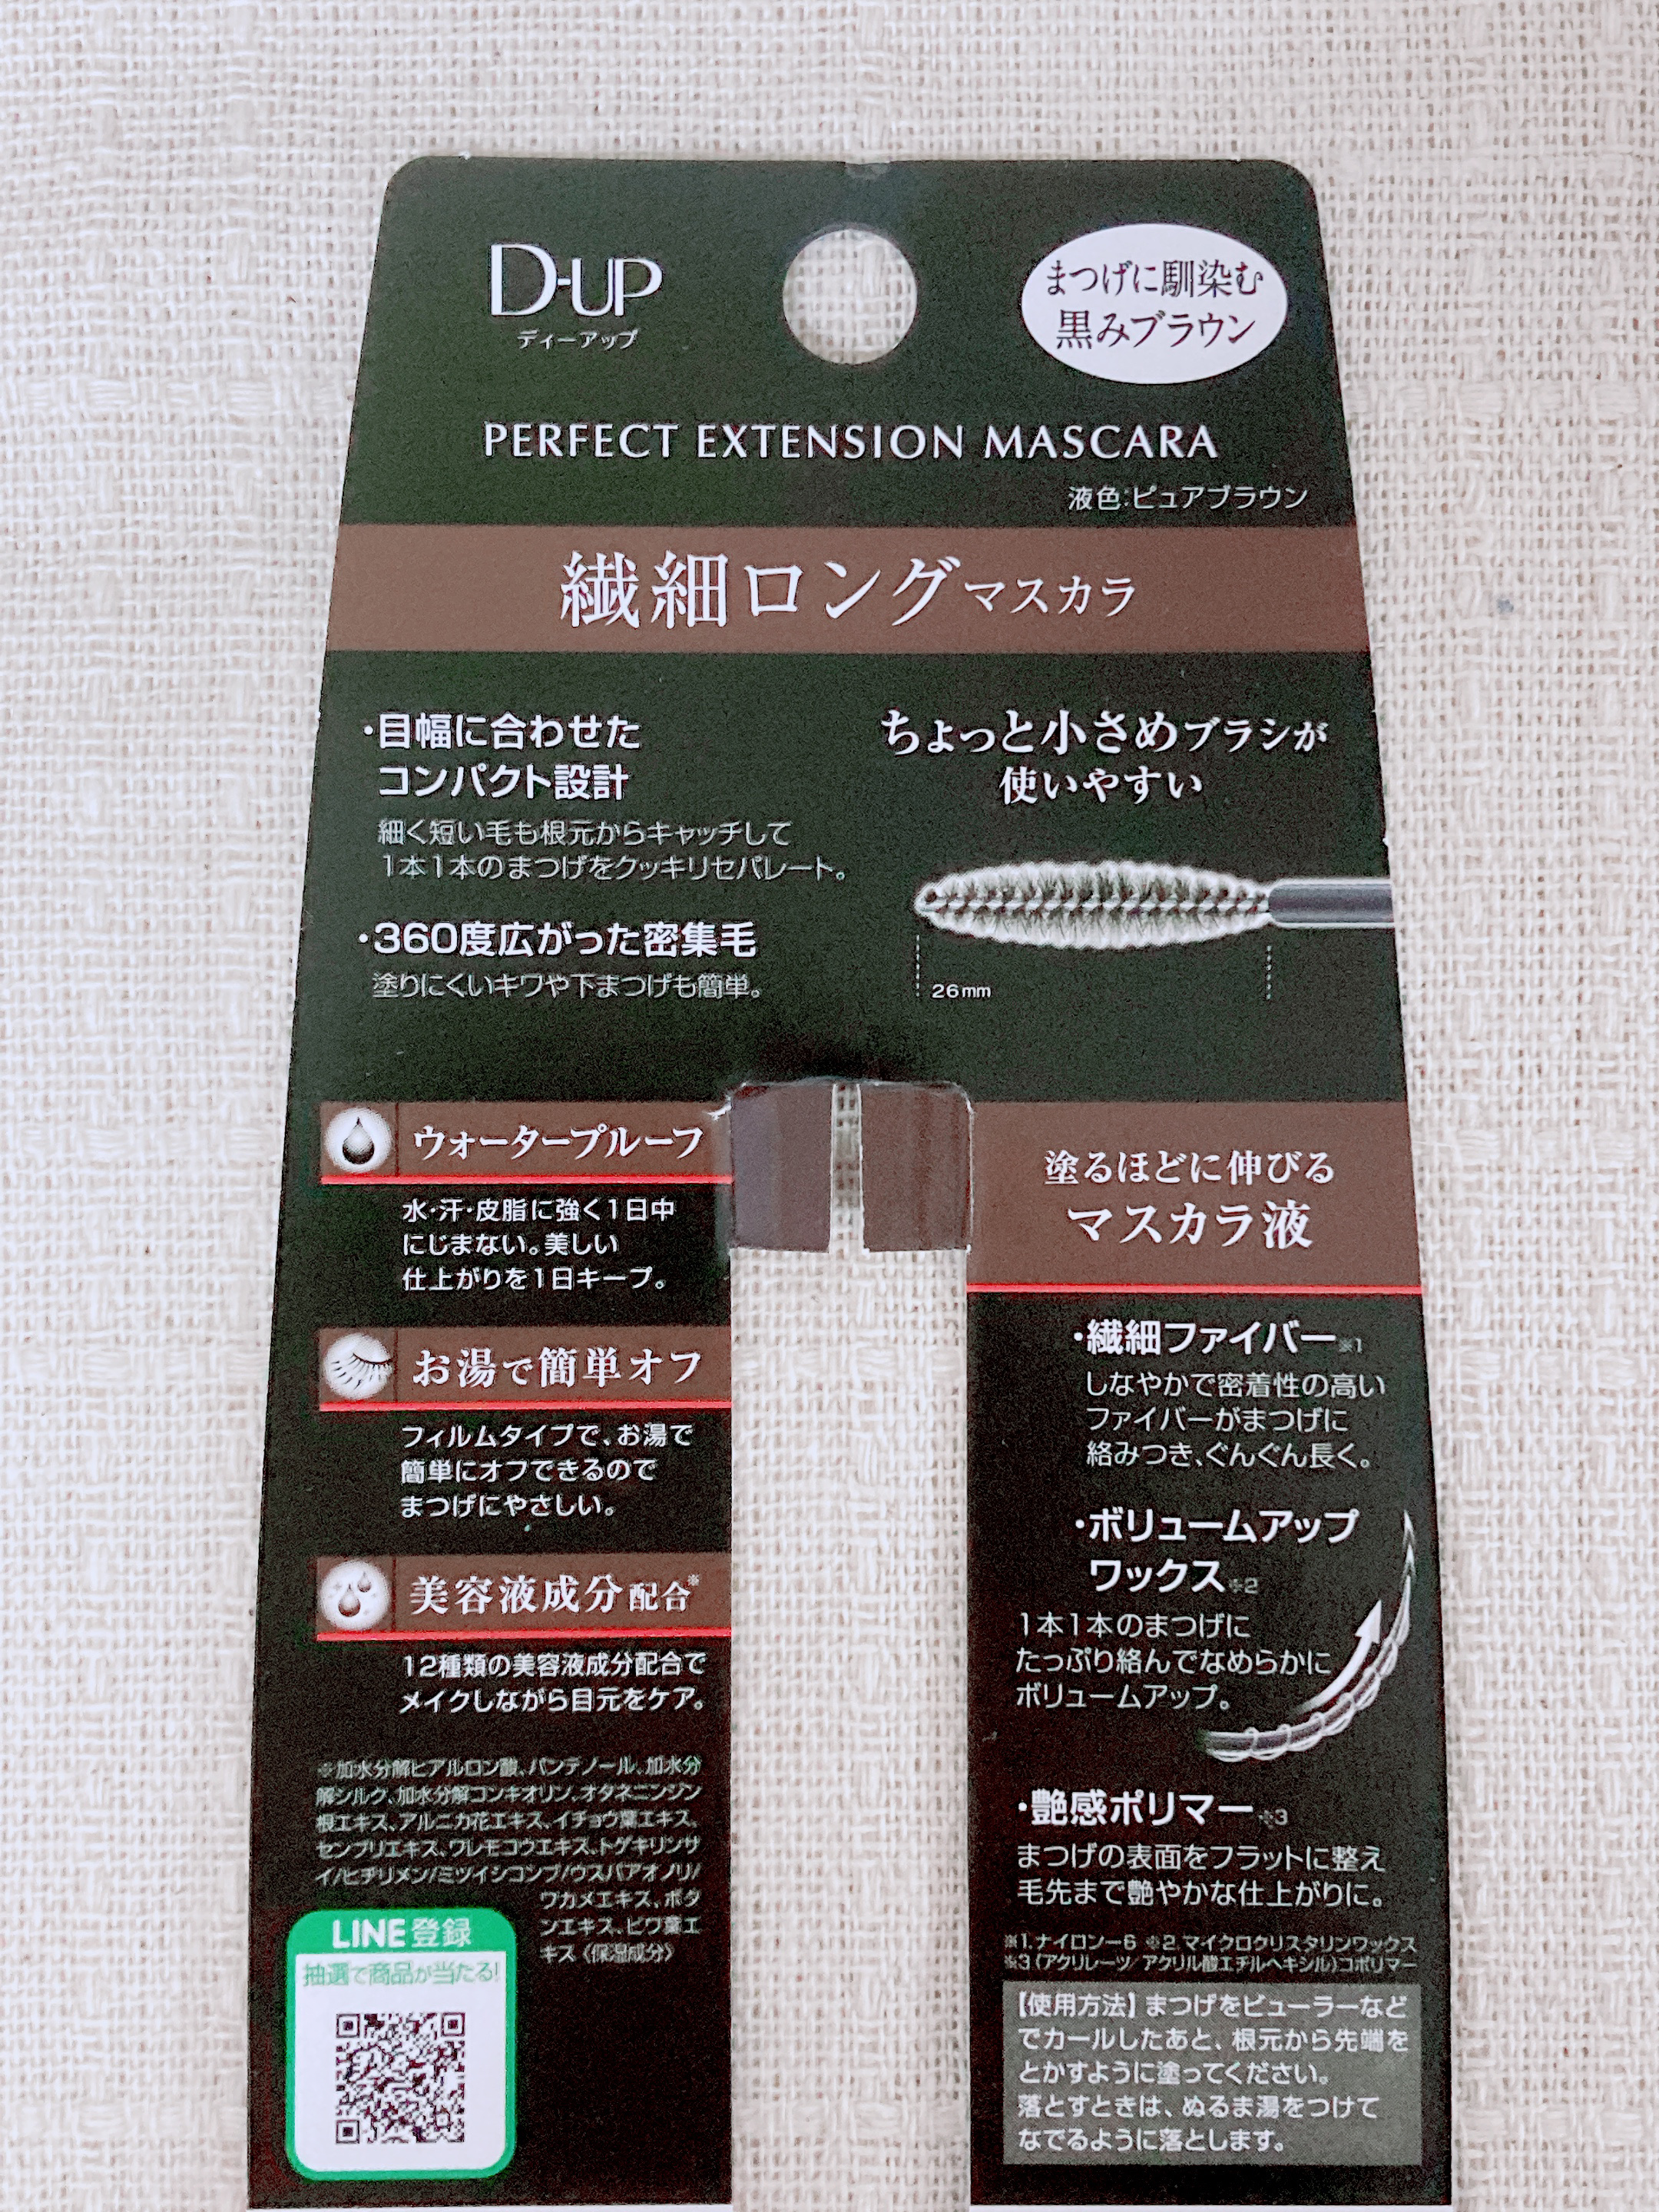 D-UP
ディーアップ
まつげに馴染む
黒みブラウン
PERFECT EXTENSION MASCARA
液色:ピュアブラウン
繊細ロングマスカラ
・目幅に合わせた
コンパクト設計
細く短い毛も根元からキャッチして
1本1本のまつげをクッキリセパレート。
・360度広がった密集毛
塗りにくいキワや下まつげも簡単。
ちょっと小さめブラシが
使いやすい
26mm
ウォータープルーフ
水・汗・皮脂に強く1日中
にじまない。美しい
仕上がりを1日キープ。
お湯で簡単オフ
フィルムタイプで、お湯で
簡単にオフできるので
まつげにやさしい。
美容液成分配合※
12種類の美容液成分配合で
メイクしながら目元をケア。
※加水分解ヒアルロン酸、パンテノール、加水分
解シルク、加水分解コンキオリン、オタネニンジン
根エキス、アルニカ花エキス、イチョウ葉エキス、
センブリエキス、ワレモコウエキス、トゲキリンサ
イ/ヒヂリメン/ミツイシコンブ/ウスバアオノリ/
ワカメエキス、ボタ
ンエキス、ビワ葉エ
キス〈保湿成分〉
LINE登録
抽選で商品が当たる!
塗るほどに伸びる
マスカラ液
・繊細ファイバー※1
しなやかで密着性の高い
ファイバーがまつげに
絡みつき、ぐんぐん長く。
・ボリュームアップ
ワックス※2
1本1本のまつげに
たっぷり絡んでなめらかに
ボリュームアップ。
・艶感ポリマー※3
まつげの表面をフラットに整え
毛先まで艶やかな仕上がりに。
※1.ナイロン−6 ※2.マイクロクリスタリンワックス
※3(アクリレーツ/アクリル酸エチルヘキシル)コポリマー
【使用方法】まつげをビューラーなど
でカールしたあと、根元から先端を
とかすように塗ってください。
落とすときは、ぬるま湯をつけて
なでるように落とします。